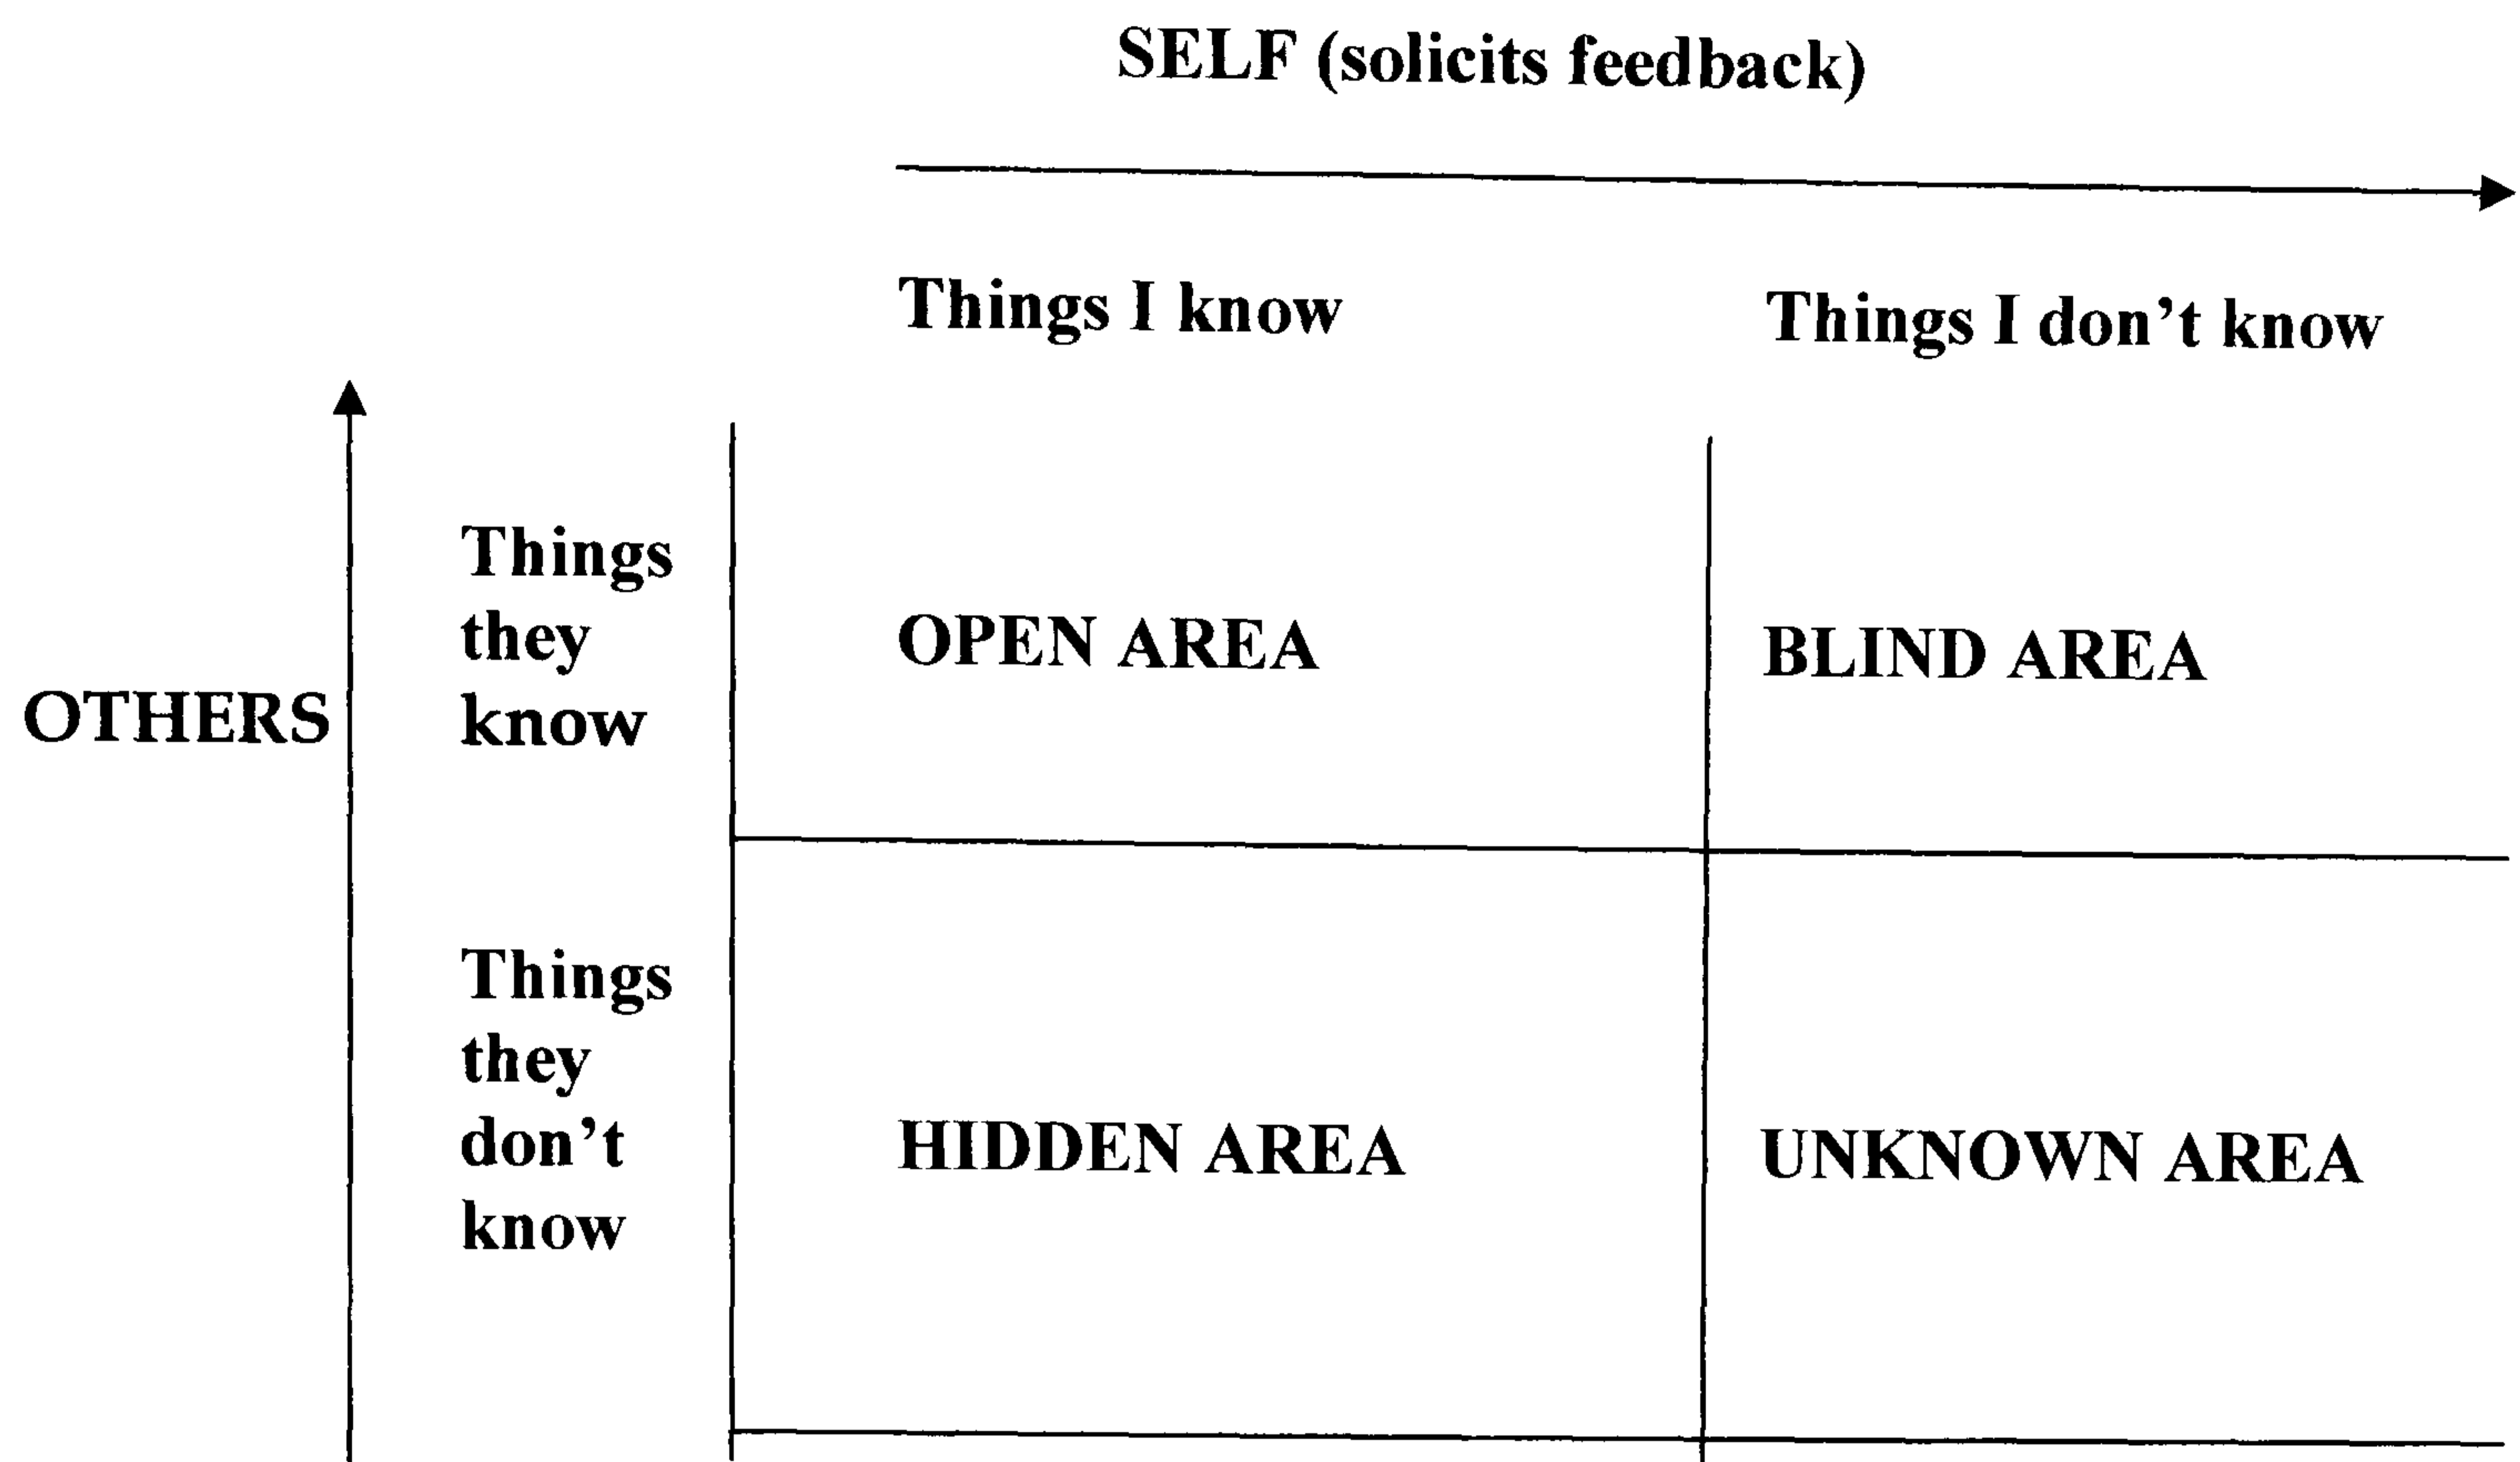 SELF (solicits feedback)
Things I know
Things I don't know
OTHERS
Things
they
know
OPEN AREA
BLIND AREA
Things
they
don't
know
HIDDEN AREA
UNKNOWN AREA